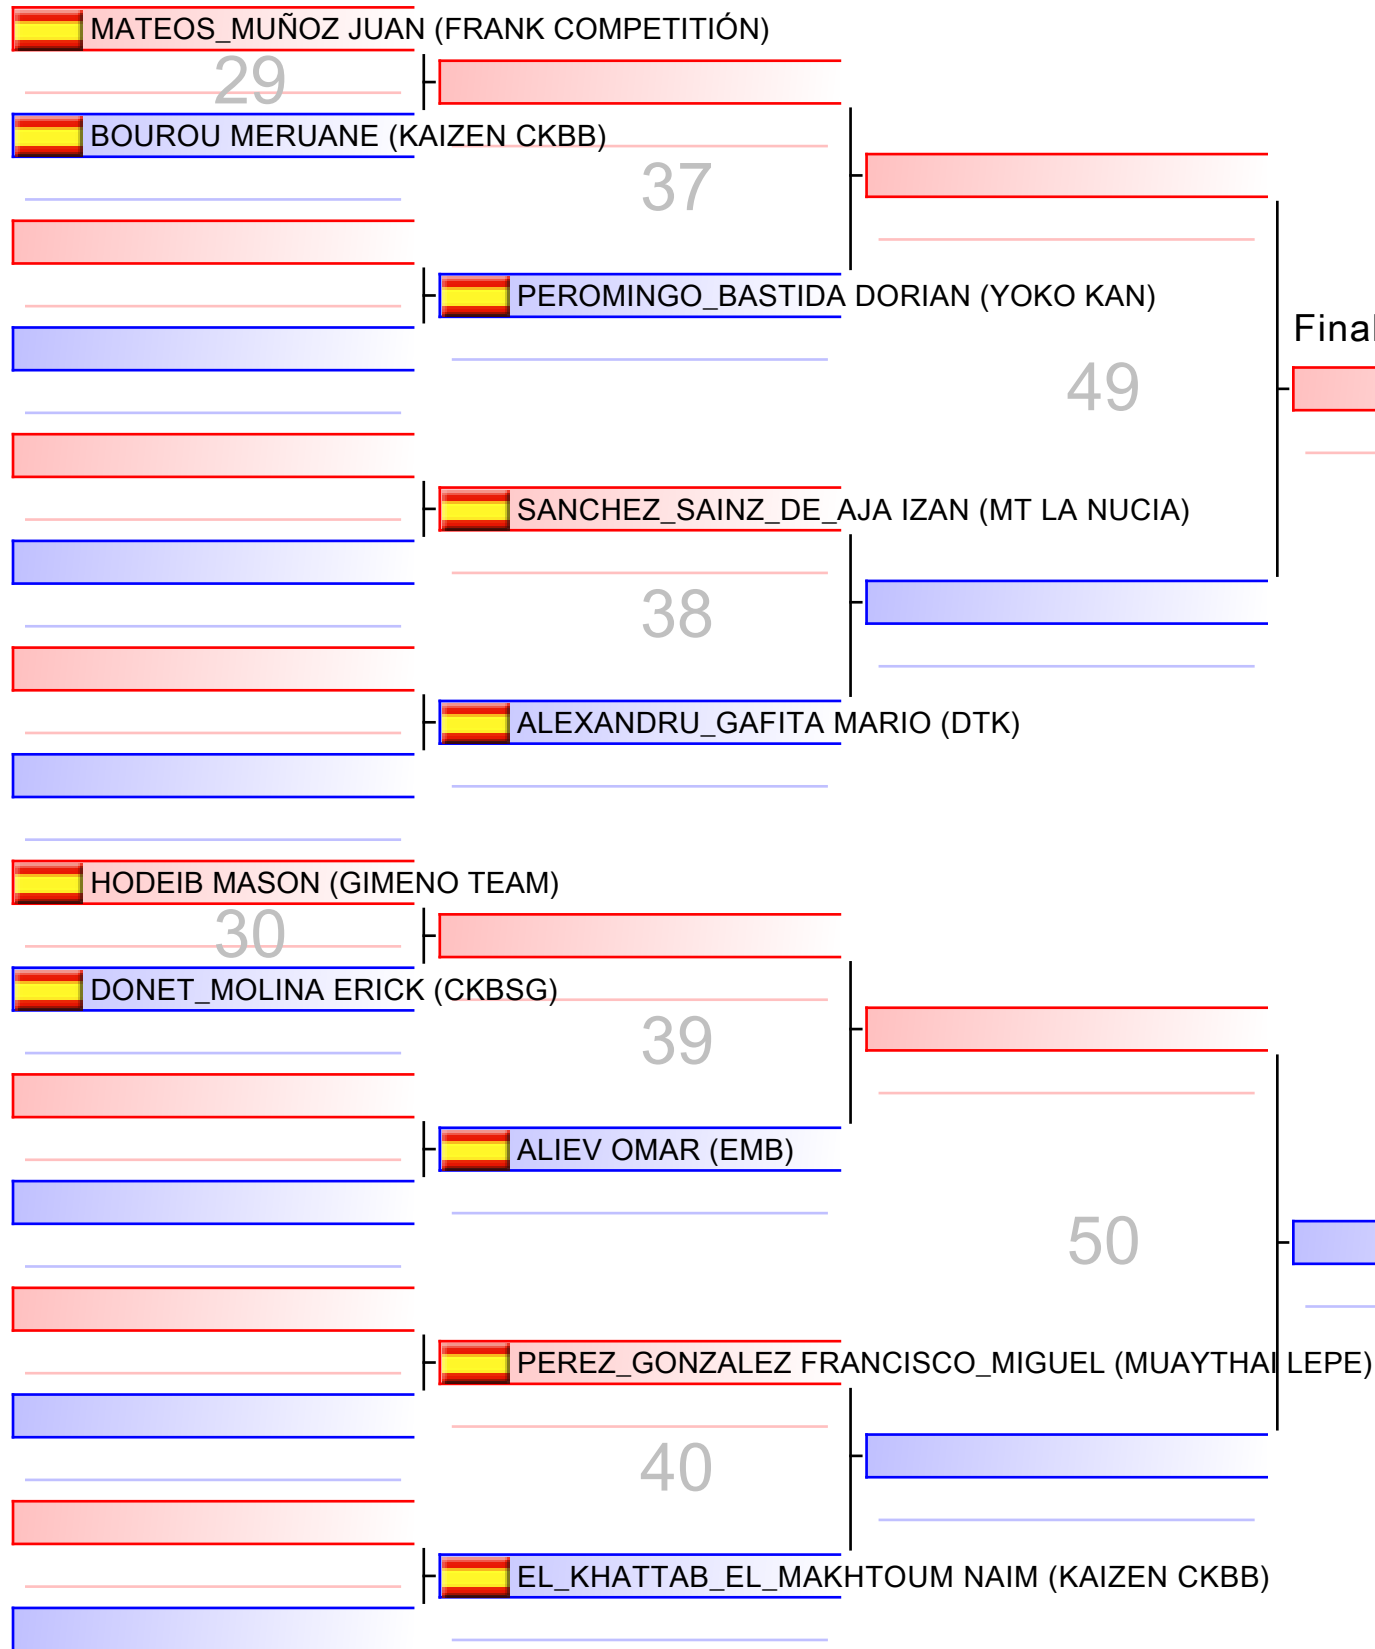 MATEOS_MUÑOZ JUAN (FRANK COMPETITIÓN)
29
BOUROU MERUANE (KAIZEN CKBB)
37
PEROMINGO_BASTIDA DORIAN (YOKO KAN)
Final
49
SANCHEZ_SAINZ_DE_AJA IZAN (MT LA NUCIA)
38
ALEXANDRU_GAFITA MARIO (DTK)
HODEIB MASON (GIMENO TEAM)
30
DONET_MOLINA ERICK (CKBSG)
39
ALIEV OMAR (EMB)
50
PEREZ_GONZALEZ FRANCISCO_MIGUEL (MUAYTHAI LEPE)
40
EL_KHATTAB_EL_MAKHTOUM NAIM (KAIZEN CKBB)